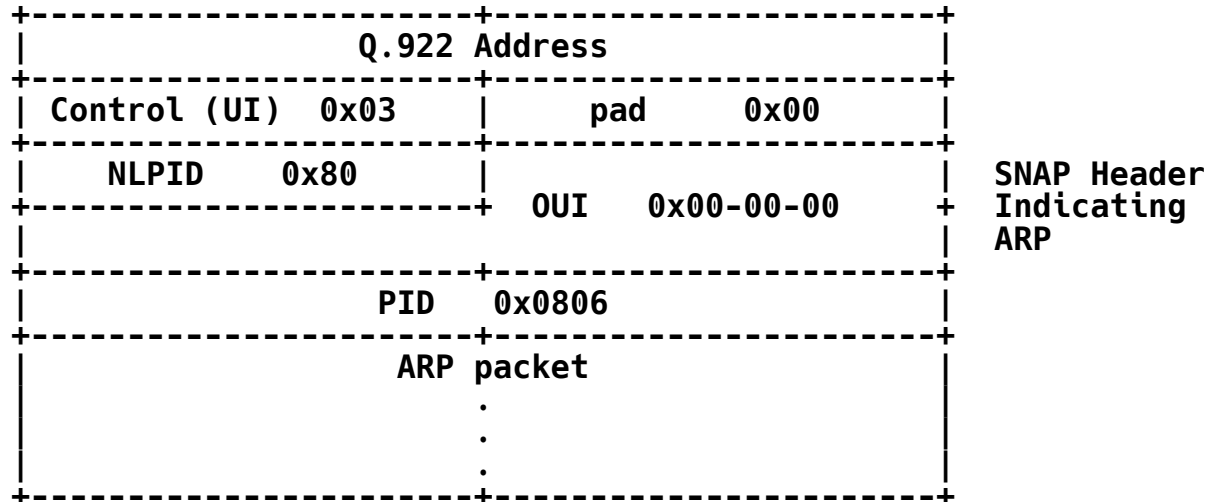 +-----------------------+-----------------------+
|                 Q.922 Address                 |
+-----------------------+-----------------------+
| Control (UI)  0x03    |     pad     0x00      |
+-----------------------+-----------------------+
|    NLPID    0x80      |                       |  SNAP Header
+-----------------------+  OUI   0x00-00-00     +  Indicating
|                                               |  ARP
+-----------------------+-----------------------+
|                  PID   0x0806                 |
+-----------------------+-----------------------+
|                   ARP packet                  |
|                       .                       |
|                       .                       |
|                       .                       |
+-----------------------+-----------------------+